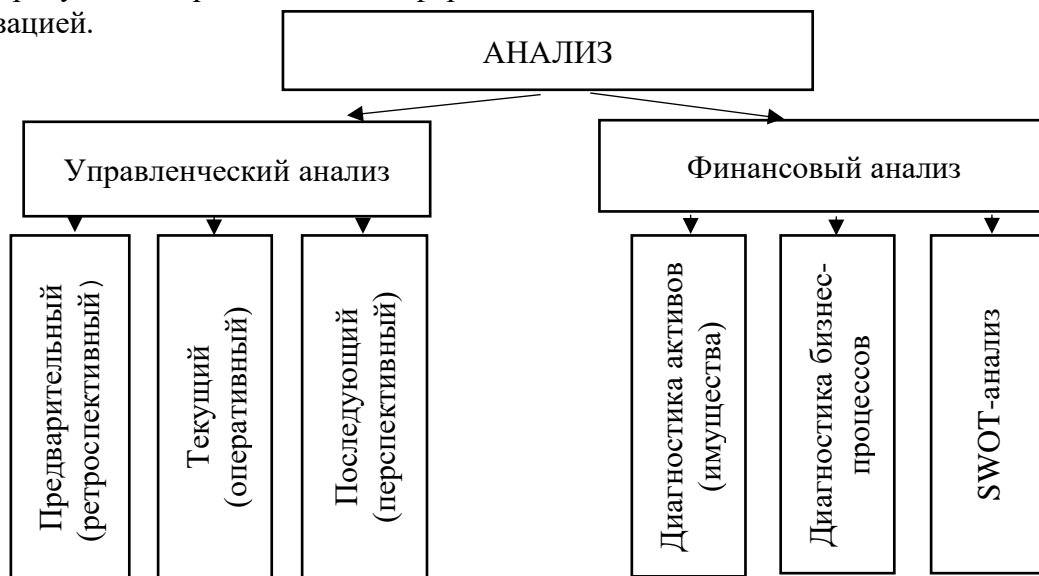 вацией.
АНАЛИЗ
Управленческий анализ
Финансовый анализ
Предварительный
(ретроспективный)
Текущий
(оперативный)
Последующий
(перспективный)
Диагностика активов
(имущества)
Диагностика бизнес-
процессов
SWOT-анализ